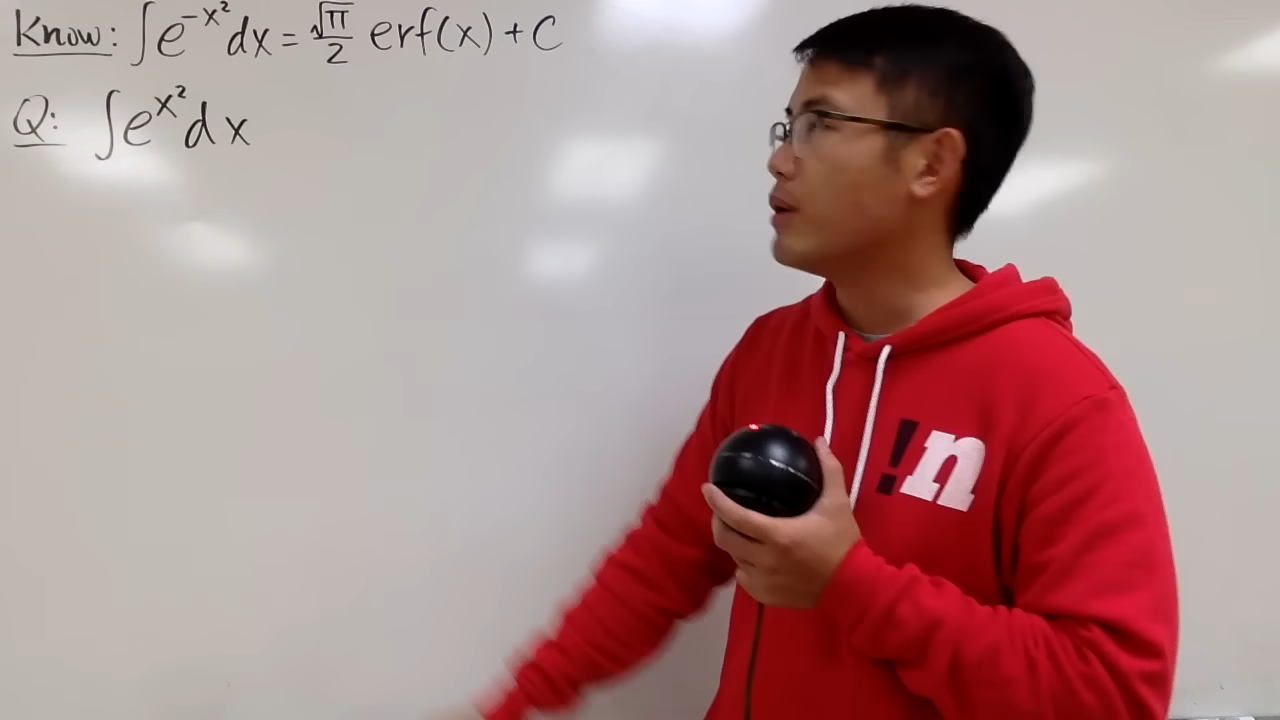 Know: ∫e^{-x²}dx = √π/2 erf(x) + C
Q: ∫e^{x²}dx
!n